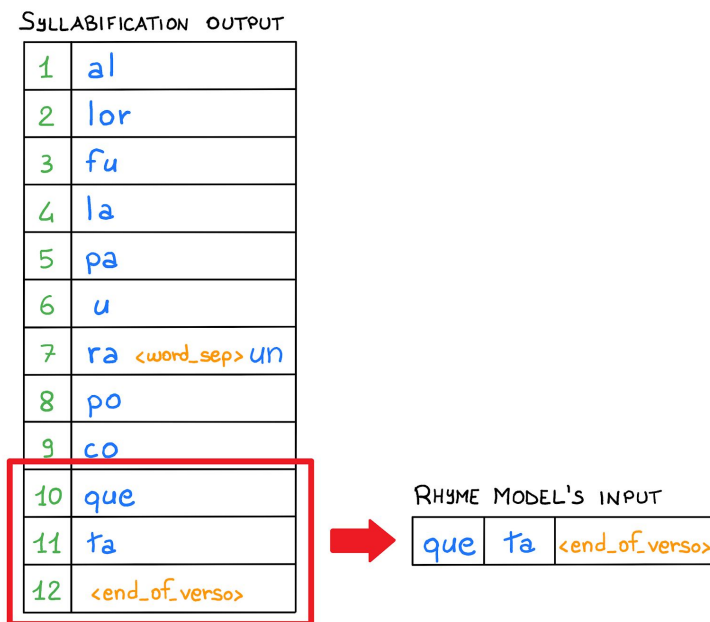 SYLLABIFICATION OUTPUT
1 al
2 lor
3 fu
4 la
5 pa
6 u
7 ra <word_sep> un
8 po
9 co
10 que
11 ta
12 <end_of_verso>
RHYME MODEL'S INPUT
que ta <end_of_verso>